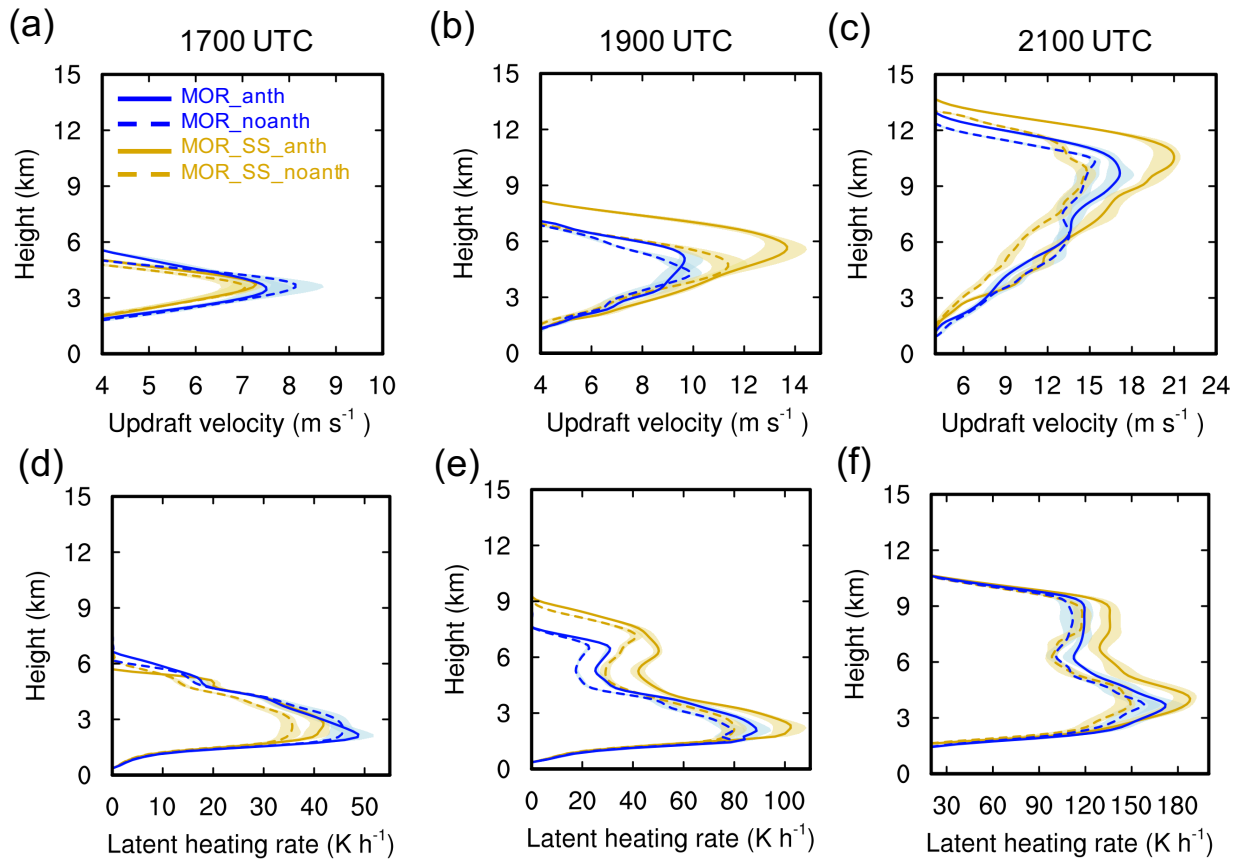 (a) 1700 UTC
(b) 1900 UTC
(c) 2100 UTC
15
12
9
6
3
0
Height (km)
MOR_anth
MOR_noanth
MOR_SS_anth
MOR_SS_noanth
4 5 6 7 8 9 10
Updraft velocity (m s⁻¹ )
15
12
9
6
3
0
Height (km)
4 6 8 10 12 14
Updraft velocity (m s⁻¹ )
15
12
9
6
3
0
Height (km)
6 9 12 15 18 21 24
Updraft velocity (m s⁻¹ )
(d)
15
12
9
6
3
0
Height (km)
0 10 20 30 40 50
Latent heating rate (K h⁻¹)
(e)
15
12
9
6
3
0
Height (km)
0 20 40 60 80 100
Latent heating rate (K h⁻¹)
(f)
15
12
9
6
3
0
Height (km)
30 60 90 120 150 180
Latent heating rate (K h⁻¹)